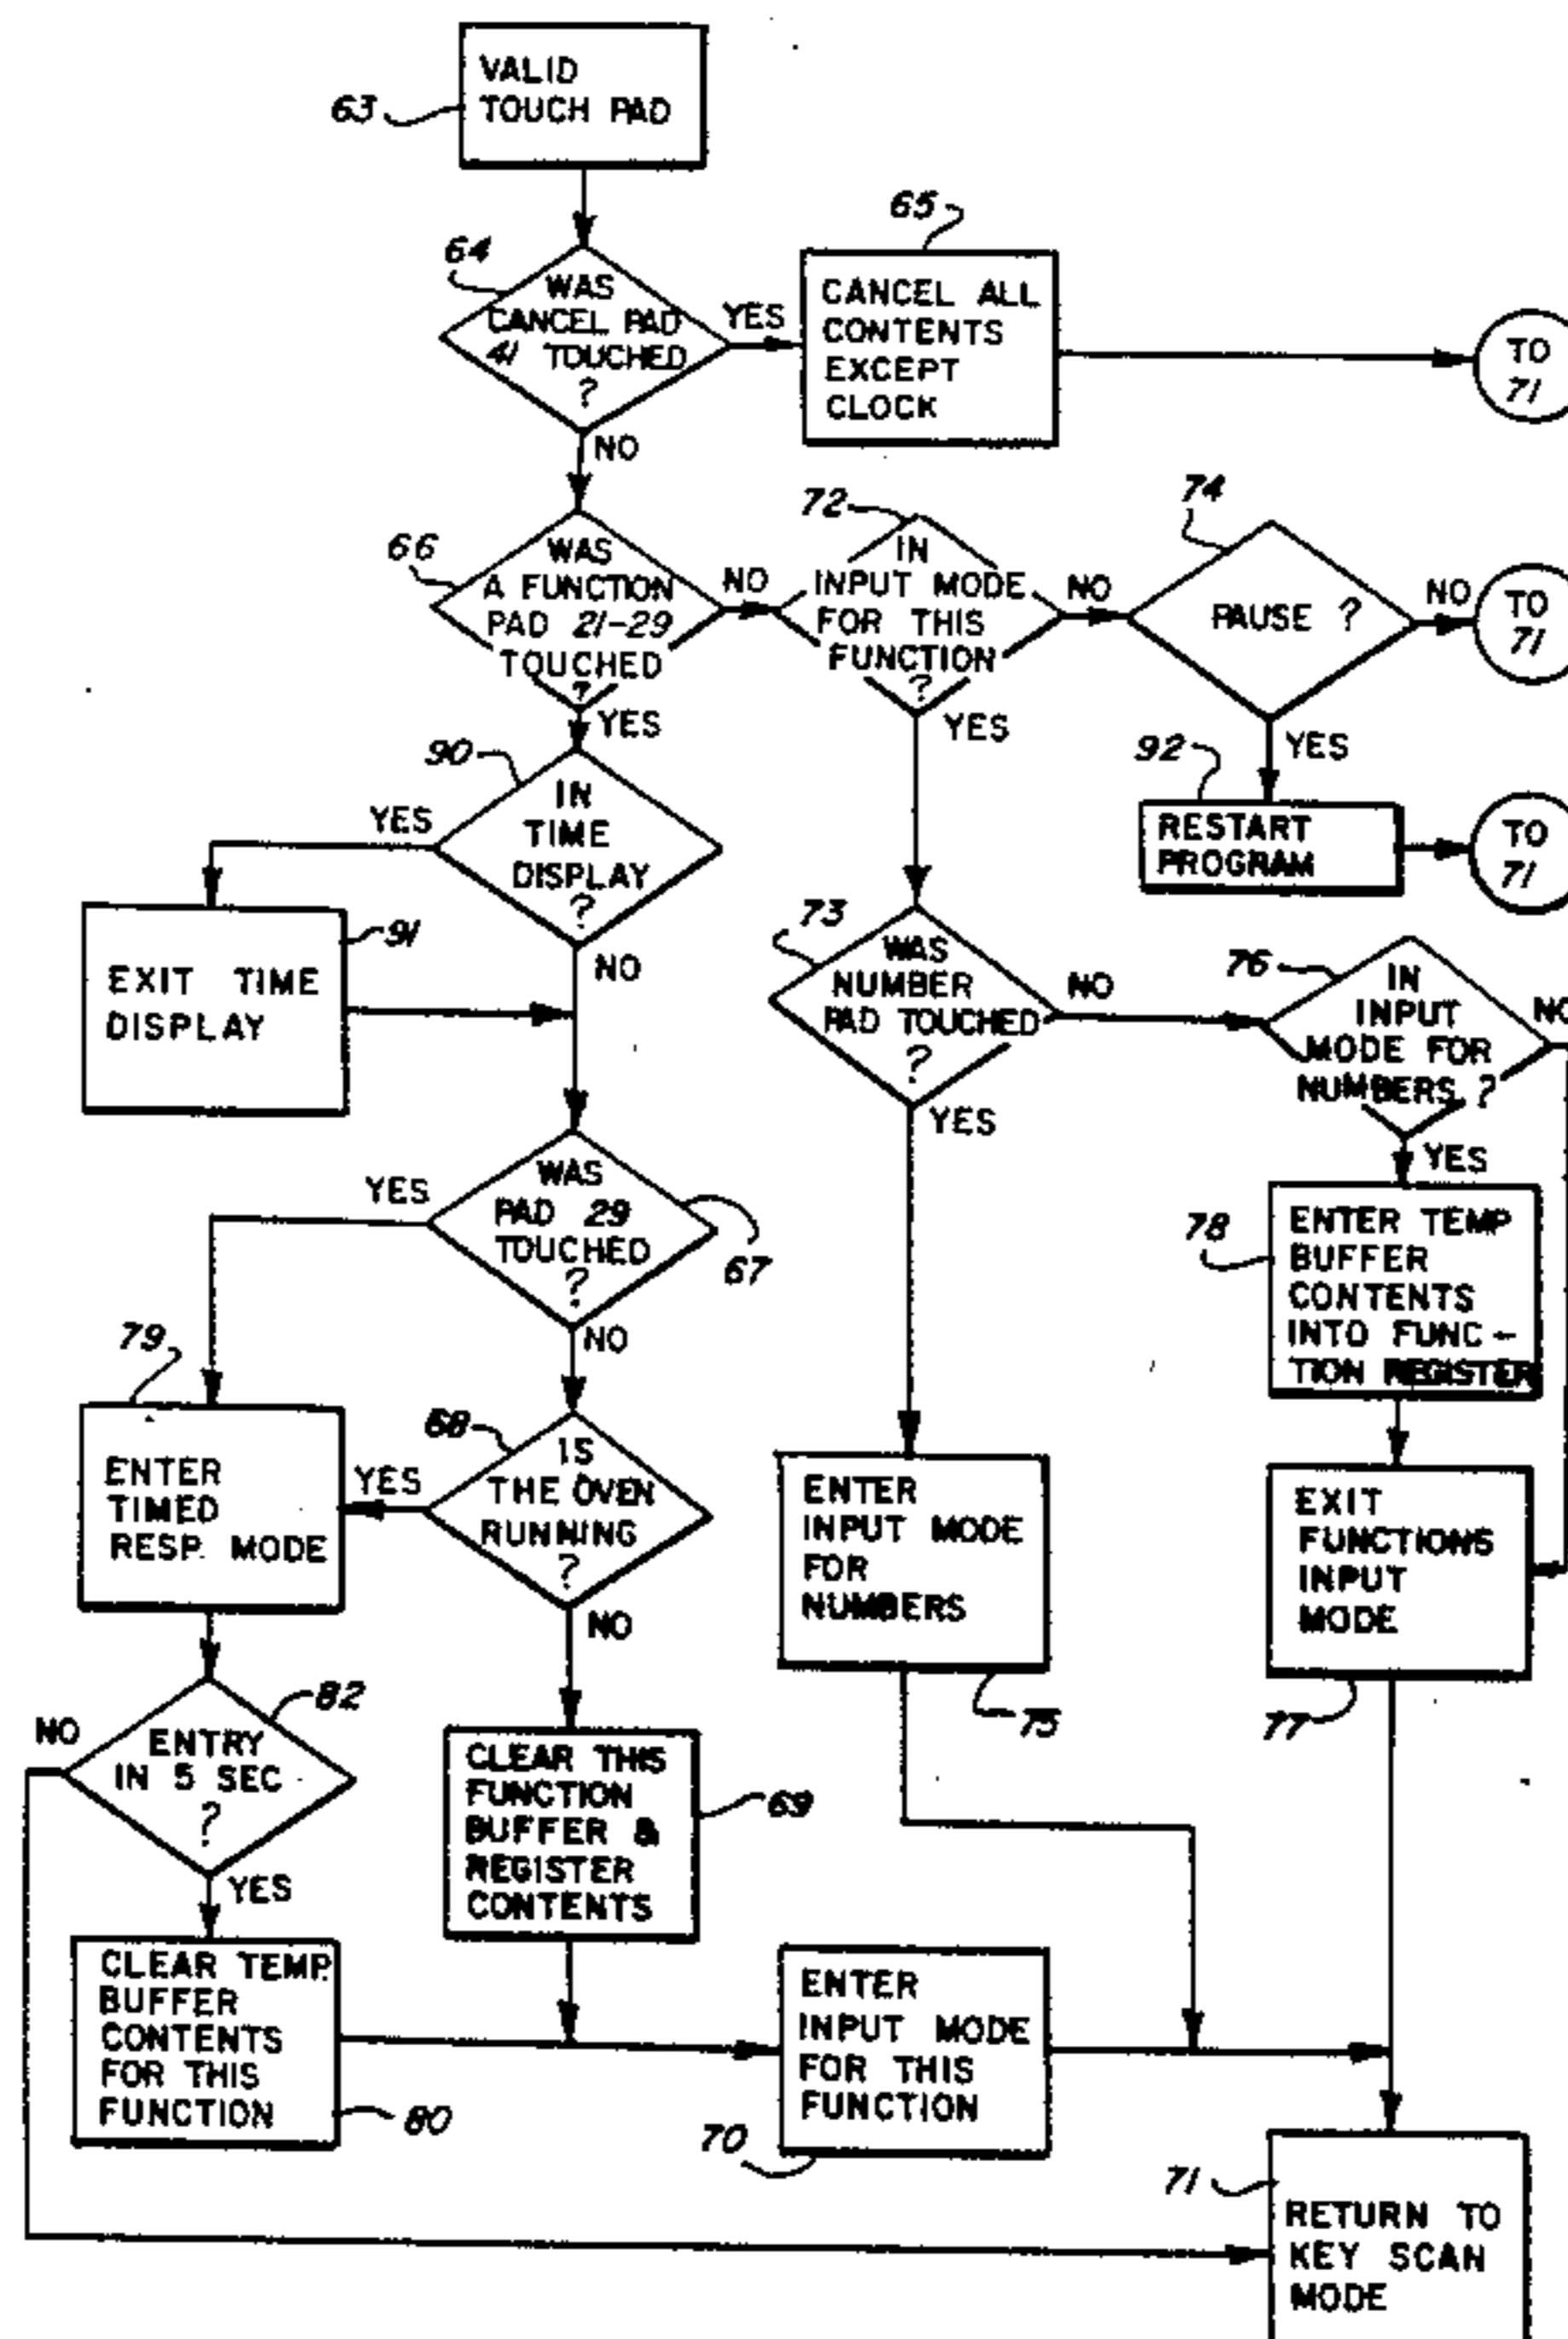 VALID
TOUCH PAD
63
64
WAS
CANCEL PAD
41 TOUCHED
?
YES
NO
65
CANCEL ALL
CONTENTS
EXCEPT
CLOCK
TO
71
66
WAS
A FUNCTION
PAD 21-29
TOUCHED
?
NO
YES
72
IN
INPUT MODE
FOR THIS
FUNCTION
?
NO
YES
74
PAUSE ?
NO
YES
TO
71
92
RESTART
PROGRAM
TO
71
90
IN
TIME
DISPLAY
?
YES
NO
91
EXIT TIME
DISPLAY
73
WAS
NUMBER
PAD TOUCHED
?
NO
YES
76
IN
INPUT
MODE FOR
NUMBERS ?
NO
YES
WAS
PAD 29
TOUCHED
?
YES
NO
67
78
ENTER TEMP
BUFFER
CONTENTS
INTO FUNC-
TION REGISTER
79
ENTER
TIMED
RESP. MODE
68
IS
THE OVEN
RUNNING
?
YES
NO
ENTER
INPUT MODE
FOR
NUMBERS
75
EXIT
FUNCTIONS
INPUT
MODE
77
82
ENTRY
IN 5 SEC
?
NO
YES
CLEAR THIS
FUNCTION
BUFFER &
REGISTER
CONTENTS
69
CLEAR TEMP.
BUFFER
CONTENTS
FOR THIS
FUNCTION
80
ENTER
INPUT MODE
FOR THIS
FUNCTION
70
71
RETURN TO
KEY SCAN
MODE